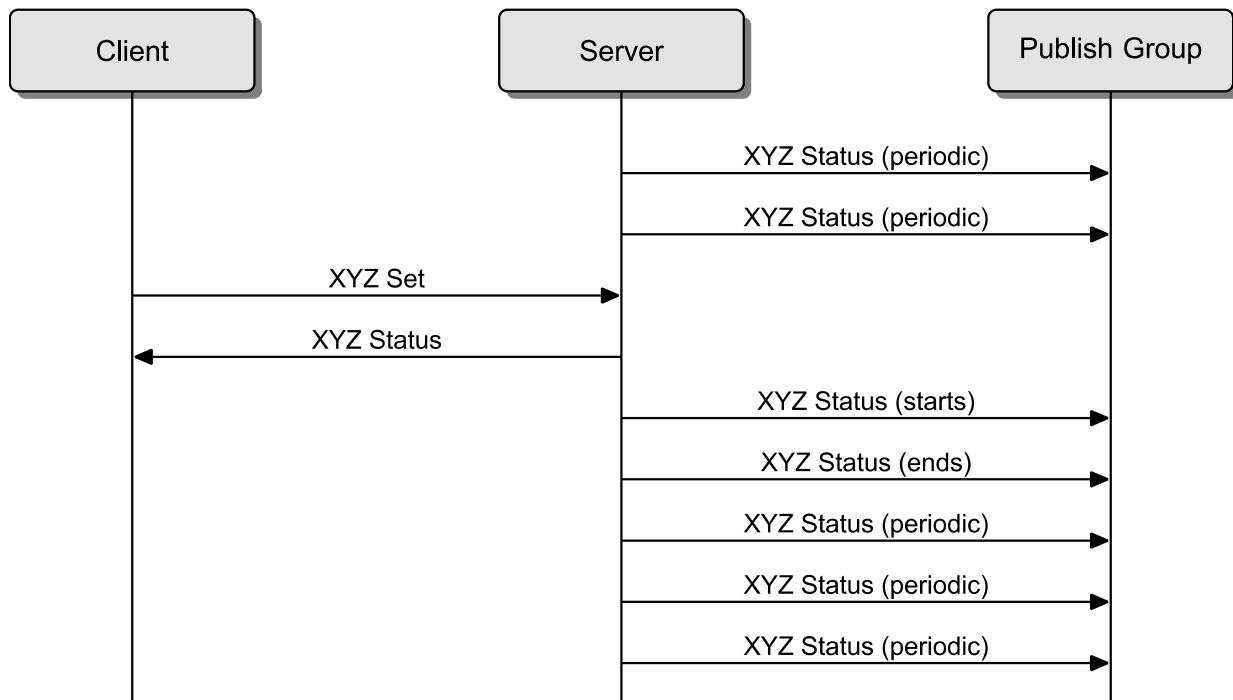 Client
Server
Publish Group
XYZ Status (periodic)
XYZ Status (periodic)
XYZ Set
XYZ Status
XYZ Status (starts)
XYZ Status (ends)
XYZ Status (periodic)
XYZ Status (periodic)
XYZ Status (periodic)